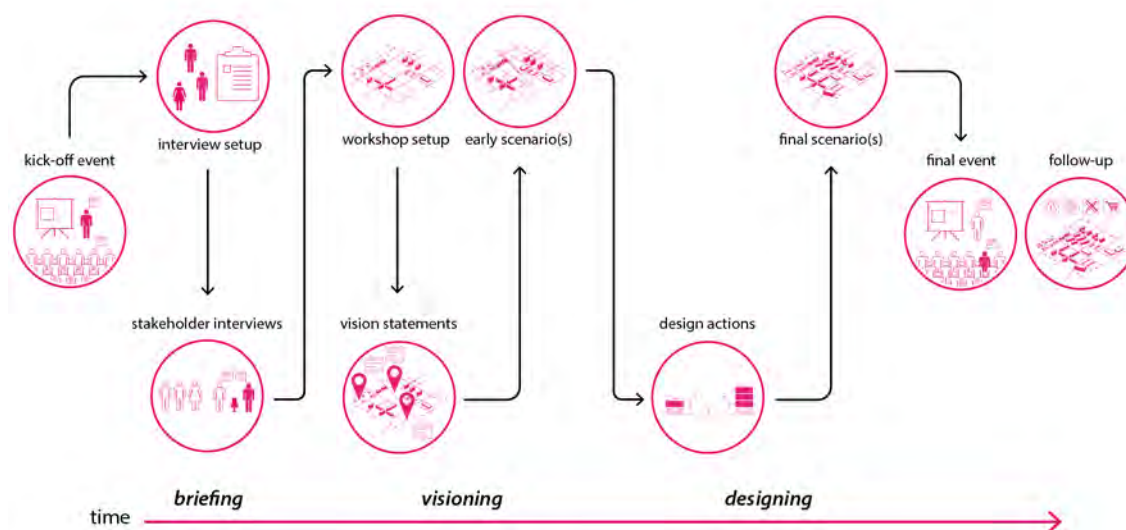 interview setup
workshop setup
early scenario(s)
final scenario(s)
kick-off event
final event
follow-up
stakeholder interviews
vision statements
design actions
briefing
visioning
designing
time